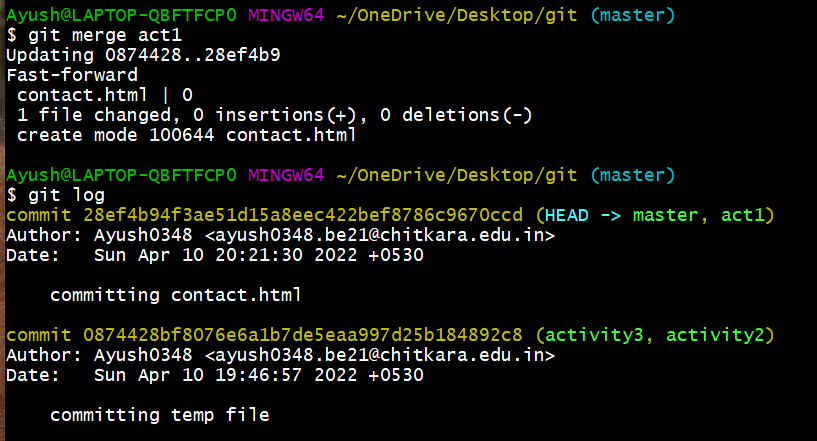 Ayush@LAPTOP-QBFTFCP0 MINGW64 ~/OneDrive/Desktop/git (master)
$ git merge act1
Updating 0874428..28ef4b9
Fast-forward
 contact.html | 0
 1 file changed, 0 insertions(+), 0 deletions(-)
 create mode 100644 contact.html

Ayush@LAPTOP-QBFTFCP0 MINGW64 ~/OneDrive/Desktop/git (master)
$ git log
commit 28ef4b94f3ae51d15a8eec422bef8786c9670ccd (HEAD -> master, act1)
Author: Ayush0348 <ayush0348.be21@chitkara.edu.in>
Date:   Sun Apr 10 20:21:30 2022 +0530

    committing contact.html

commit 0874428bf8076e6a1b7de5eaa997d25b184892c8 (activity3, activity2)
Author: Ayush0348 <ayush0348.be21@chitkara.edu.in>
Date:   Sun Apr 10 19:46:57 2022 +0530

    committing temp file